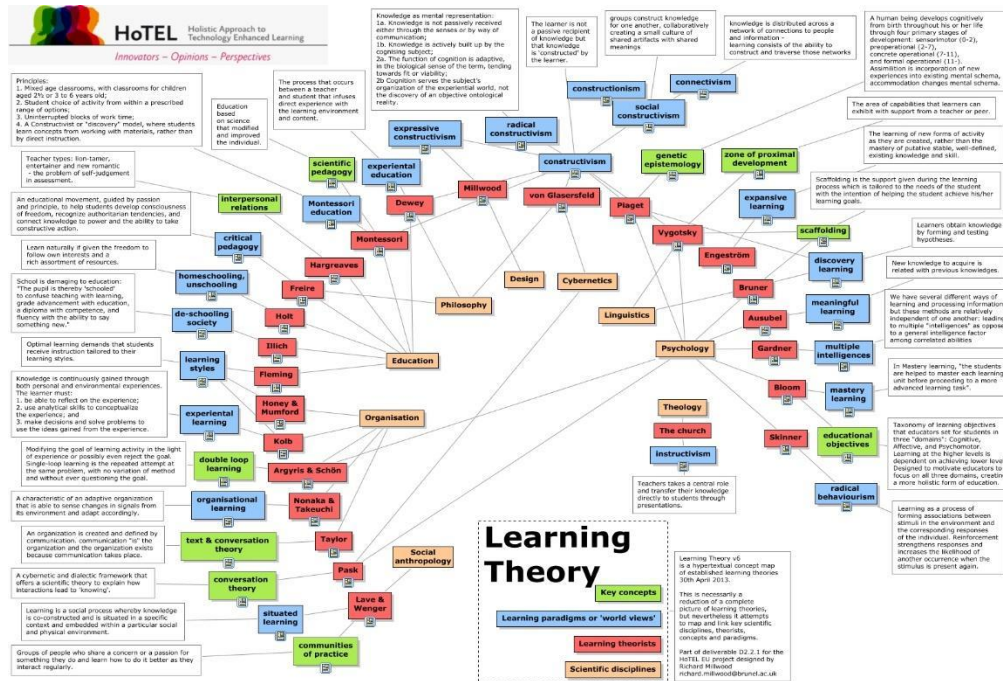 HoTEL Holistic Approach to
Technology Enhanced Learning
Innovators – Opinions – Perspectives
Knowledge as mental representation:
1a. Knowledge is not passively received
either through the senses or by way of
communication;
1b. Knowledge is actively built up by the
cognising subject;
2a. The function of cognition is adaptive,
in the biological sense of the term, tending
towards fit or viability;
2b Cognition serves the subject's
organization of the experiential world, not
the discovery of an objective ontological
reality.
The learner is not
a passive recipient
of knowledge but that
knowledge is
'constructed' by
the learner.
groups construct knowledge
for one another, collaboratively
creating a small culture of
shared artifacts with shared
meanings
knowledge is distributed across a
network of connections to people
and information -
learning consists of the ability to
construct and traverse those networks
A human being develops cognitively
from birth throughout his or her life
through four primary stages of
development: sensorimotor (0-2),
preoperational (2-7),
concrete operational (7-11),
and formal operational (11-).
Assimilation is incorporation of new
experiences into existing mental schema,
accommodation changes mental schema.
Principles:
1. Mixed age classrooms, with classrooms for children
aged 2½ or 3 to 6 years old;
2. Student choice of activity from within a prescribed
range of options;
3. Uninterrupted blocks of work time;
4. A Constructivist or "discovery" model, where students
learn concepts from working with materials, rather than
by direct instruction.
Education
based
on science
that modified
and improved
the individual.
The process that occurs
between a teacher
and student that infuses
direct experience with
the learning environment
and content.
The area of capabilities that learners can
exhibit with support from a teacher or peer.
The learning of new forms of activity
as they are created, rather than the
mastery of putative stable, well-defined,
existing knowledge and skill.
Scaffolding is the support given during the learning
process which is tailored to the needs of the student
with the intention of helping the student achieve his/her
learning goals.
Learners obtain knowledge
by forming and testing
hypotheses.
New knowledge to acquire is
related with previous knowledges.
We have several different ways of
learning and processing information,
but these methods are relatively
independent of one another: leading
to multiple "intelligences" as opposed
to a general intelligence factor
among correlated abilities
In Mastery learning, "the students
are helped to master each learning
unit before proceeding to a more
advanced learning task".
Taxonomy of learning objectives
that educators set for students in
three "domains": Cognitive,
Affective, and Psychomotor.
Learning at the higher levels is
dependent on achieving lower level
Designed to motivate educators to
focus on all three domains, creating
a more holistic form of education.
Learning as a process of
forming associations between
stimuli in the environment and
the corresponding responses
of the individual. Reinforcement
strengthens responses and
increases the likelihood of
another occurrence when the
stimulus is present again.
Teacher types: lion-tamer,
entertainer and new romantic
- the problem of self-judgement
in assessment.
An educational movement, guided by passion
and principle, to help students develop consciousness
of freedom, recognize authoritarian tendencies, and
connect knowledge to power and the ability to take
constructive action.
Learn naturally if given the freedom to
follow own interests and a
rich assortment of resources.
School is damaging to education:
"The pupil is thereby 'schooled'
to confuse teaching with learning,
grade advancement with education,
a diploma with competence, and
fluency with the ability to say
something new."
Optimal learning demands that students
receive instruction tailored to their
learning styles.
Knowledge is continuously gained through
both personal and environmental experiences.
The learner must:
1. be able to reflect on the experience;
2. use analytical skills to conceptualize
the experience; and
3. make decisions and solve problems to
use the ideas gained from the experience.
Modifying the goal of learning activity in the light
of experience or possibly even reject the goal.
Single-loop learning is the repeated attempt at
the same problem, with no variation of method
and without ever questioning the goal.
A characteristic of an adaptive organization
that is able to sense changes in signals from
its environment and adapt accordingly.
An organization is created and defined by
communication. communication "is" the
organization and the organization exists
because communication takes place.
A cybernetic and dialectic framework that
offers a scientific theory to explain how
interactions lead to 'knowing'.
Learning is a social process whereby knowledge
is co-constructed and is situated in a specific
context and embedded within a particular social
and physical environment.
Groups of people who share a concern or a passion for
something they do and learn how to do it better as they
interact regularly.
constructionism
connectivism
social
constructivism
radical
constructivism
expressive
constructivism
constructivism
genetic
epistemology
zone of proximal
development
scientific
pedagogy
experiential
education
Millwood
von Glasersfeld
Piaget
expansive
learning
interpersonal
relations
Montessori
education
Dewey
Vygotsky
scaffolding
critical
pedagogy
Montessori
Engeström
discovery
learning
Hargreaves
Design
Cybernetics
Bruner
homeschooling,
unschooling
Freire
Philosophy
Linguistics
Ausubel
meaningful
learning
de-schooling
society
Holt
Illich
Education
Psychology
Gardner
multiple
intelligences
learning
styles
Fleming
Bloom
mastery
learning
Honey &
Mumford
Organisation
Theology
The church
instructivism
Skinner
educational
objectives
experiental
learning
Kolb
double loop
learning
Argyris & Schön
radical
behaviourism
Teachers takes a central role
and transfer their knowledge
directly to students through
presentations.
organisational
learning
Nonaka &
Takeuchi
text & conversation
theory
Taylor
Social
anthropology
conversation
theory
Pask
situated
learning
Lave &
Wenger
communities
of practice
Learning
Theory
Key concepts
Learning paradigms or 'world views'
Learning theorists
Scientific disciplines
Learning Theory v6
is a hypertextual concept map
of established learning theories
30th April 2013.
This is necessarily a
reduction of a complete
picture of learning theories,
but nevertheless it attempts
to map and link key scientific
disciplines, theorists,
concepts and paradigms.
Part of deliverable D2.2.1 for the
HoTEL EU project designed by
Richard Millwood
richard.millwood@brunel.ac.uk